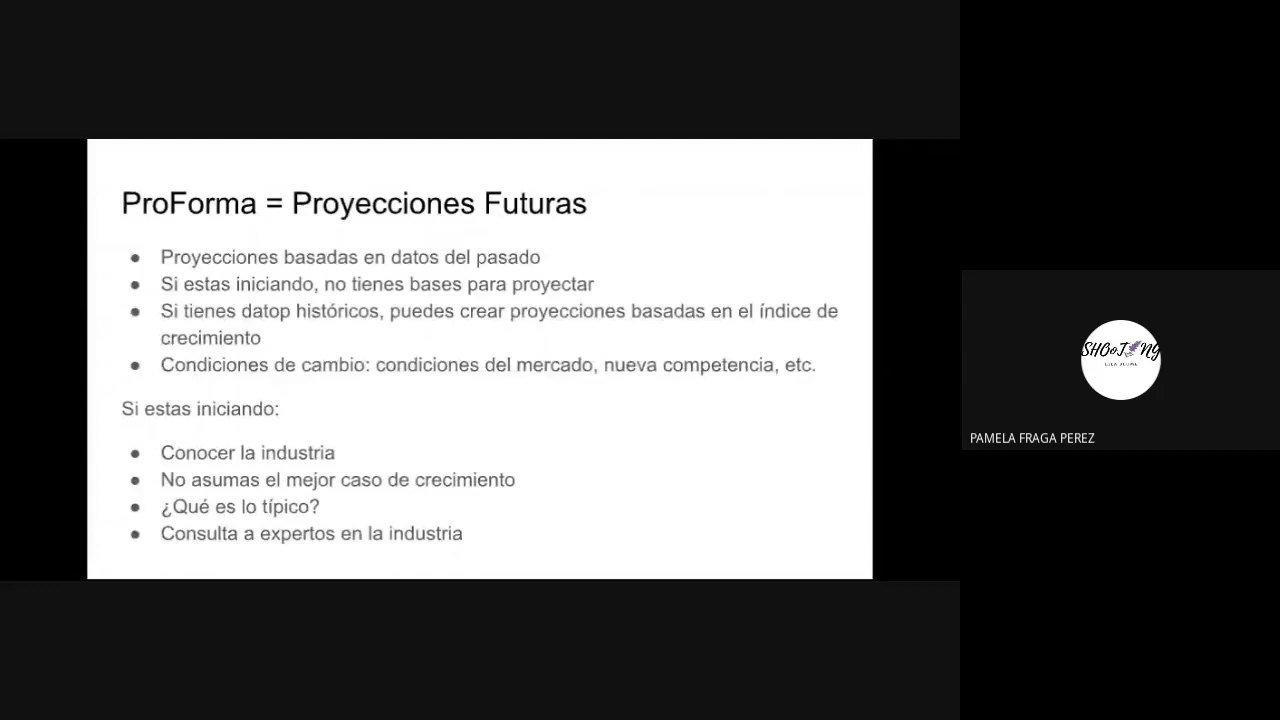 ProForma = Proyecciones Futuras
● Proyecciones basadas en datos del pasado
● Si estas iniciando, no tienes bases para proyectar
● Si tienes datop históricos, puedes crear proyecciones basadas en el índice de
crecimiento
● Condiciones de cambio: condiciones del mercado, nueva competencia, etc.
Si estas iniciando:
● Conocer la industria
● No asumas el mejor caso de crecimiento
● ¿Qué es lo típico?
● Consulta a expertos en la industria
PAMELA FRAGA PEREZ